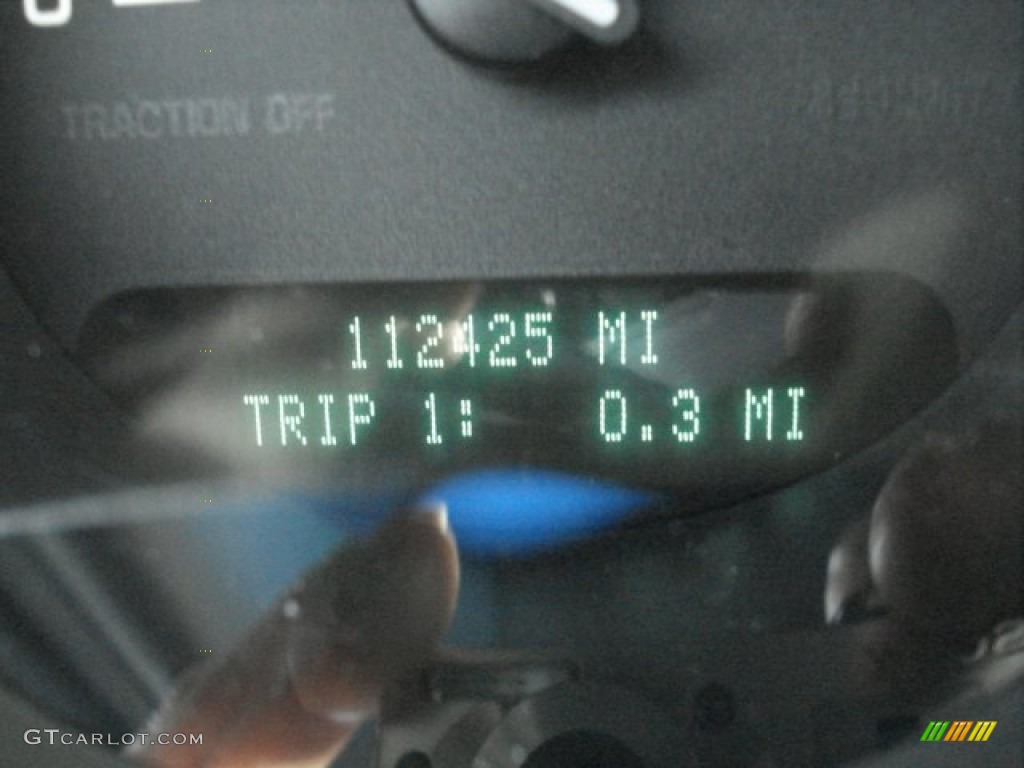 TRACTION OFF
112425 MI
TRIP 1: 0.3 MI
GTCARLOT.COM